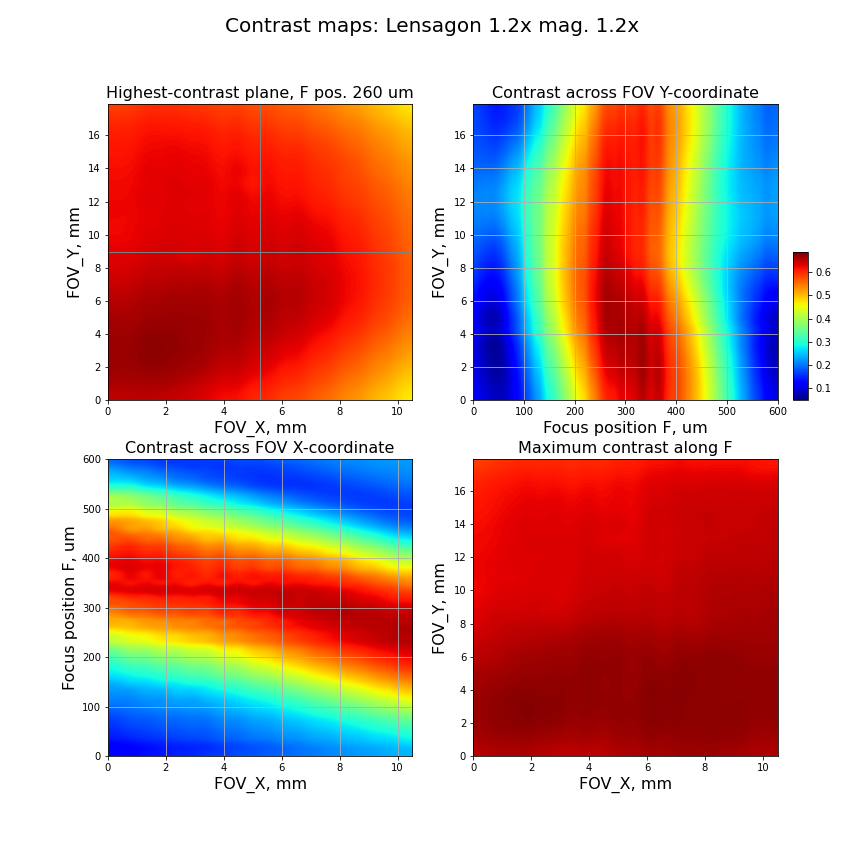 Contrast maps: Lensagon 1.2x mag. 1.2x
Highest-contrast plane, F pos. 260 um
FOV_Y, mm
16
14
12
10
8
6
4
2
0
0 2 4 6 8 10
FOV_X, mm
Contrast across FOV Y-coordinate
FOV_Y, mm
16
14
12
10
8
6
4
2
0
0 100 200 300 400 500 600
Focus position F, um
0.6
0.5
0.4
0.3
0.2
0.1
Contrast across FOV X-coordinate
Focus position F, um
600
500
400
300
200
100
0
0 2 4 6 8 10
FOV_X, mm
Maximum contrast along F
FOV_Y, mm
16
14
12
10
8
6
4
2
0
0 2 4 6 8 10
FOV_X, mm